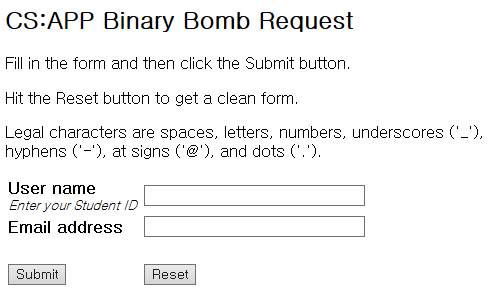 CS:APP Binary Bomb Request
Fill in the form and then click the Submit button.
Hit the Reset button to get a clean form.
Legal characters are spaces, letters, numbers, underscores ('_'),
hyphens ('-'), at signs ('@'), and dots ('.').
User name
Enter your Student ID
Email address
Submit Reset